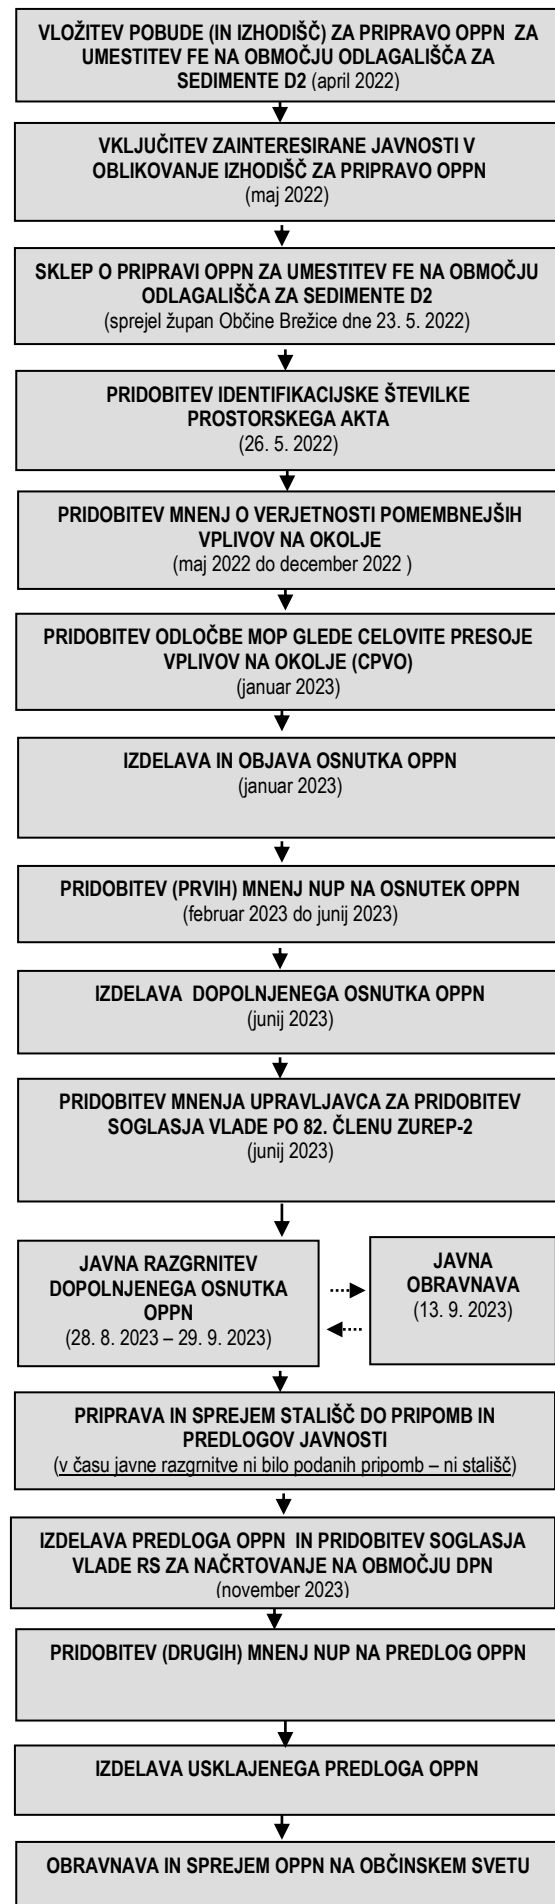 VLOŽITEV POBUDE (IN IZHODIŠČ) ZA PRIPRAVO OPPN ZA
UMESTITEV FE NA OBMOČJU ODLAGALIŠČA ZA
SEDIMENTE D2 (april 2022)
VKLJUČITEV ZAINTERESIRANE JAVNOSTI V
OBLIKOVANJE IZHODIŠČ ZA PRIPRAVO OPPN
(maj 2022)
SKLEP O PRIPRAVI OPPN ZA UMESTITEV FE NA OBMOČJU
ODLAGALIŠČA ZA SEDIMENTE D2
(sprejel župan Občine Brežice dne 23. 5. 2022)
PRIDOBITEV IDENTIFIKACIJSKE ŠTEVILKE
PROSTORSKEGA AKTA
(26. 5. 2022)
PRIDOBITEV MNENJ O VERJETNOSTI POMEMBNEJŠIH
VPLIVOV NA OKOLJE
(maj 2022 do december 2022 )
PRIDOBITEV ODLOČBE MOP GLEDE CELOVITE PRESOJE
VPLIVOV NA OKOLJE (CPVO)
(januar 2023)
IZDELAVA IN OBJAVA OSNUTKA OPPN
(januar 2023)
PRIDOBITEV (PRVIH) MNENJ NUP NA OSNUTEK OPPN
(februar 2023 do junij 2023)
IZDELAVA DOPOLNJENEGA OSNUTKA OPPN
(junij 2023)
PRIDOBITEV MNENJA UPRAVLJAVCA ZA PRIDOBITEV
SOGLASJA VLADE PO 82. ČLENU ZUREP-2
(junij 2023)
JAVNA RAZGRNITEV
DOPOLNJENEGA OSNUTKA
OPPN
(28. 8. 2023 – 29. 9. 2023)
JAVNA
OBRAVNAVA
(13. 9. 2023)
PRIPRAVA IN SPREJEM STALIŠČ DO PRIPOMB IN
PREDLOGOV JAVNOSTI
(v času javne razgrnitve ni bilo podanih pripomb – ni stališč)
IZDELAVA PREDLOGA OPPN IN PRIDOBITEV SOGLASJA
VLADE RS ZA NAČRTOVANJE NA OBMOČJU DPN
(november 2023)
PRIDOBITEV (DRUGIH) MNENJ NUP NA PREDLOG OPPN
IZDELAVA USKLAJENEGA PREDLOGA OPPN
OBRAVNAVA IN SPREJEM OPPN NA OBČINSKEM SVETU